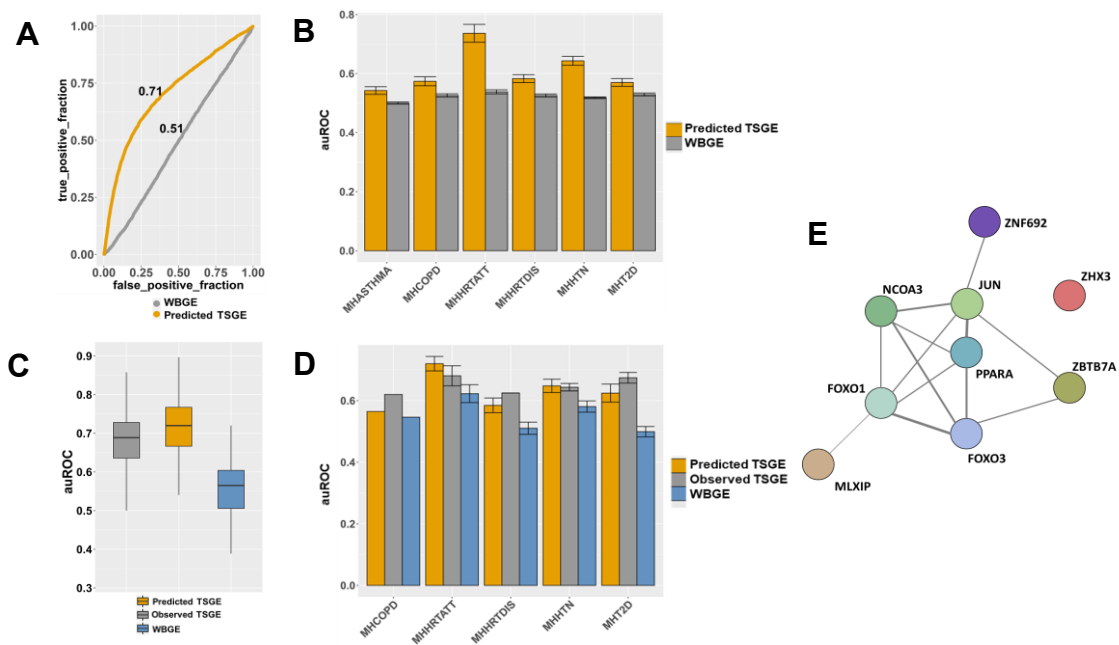 A
true_positive_fraction
1.00
0.75
0.50
0.25
0.00
0.71
0.51
0.00 0.25 0.50 0.75 1.00
false_positive_fraction
WBGE
Predicted TSGE
B
auROC
0.8
0.6
0.4
0.2
0.0
MHASTHMA
MHCOPD
MHHRTATT
MHHRTDIS
MHHTN
MHT2D
Predicted TSGE
WBGE
C
auROC
0.9
0.8
0.7
0.6
0.5
0.4
0.3
Predicted TSGE
Observed TSGE
WBGE
D
auROC
0.6
0.4
0.2
0.0
MHCOPD
MHHRTATT
MHHRTDIS
MHHTN
MHT2D
Predicted TSGE
Observed TSGE
WBGE
E
ZNF692
ZHX3
NCOA3
JUN
PPARA
ZBTB7A
FOXO1
FOXO3
MLXIP